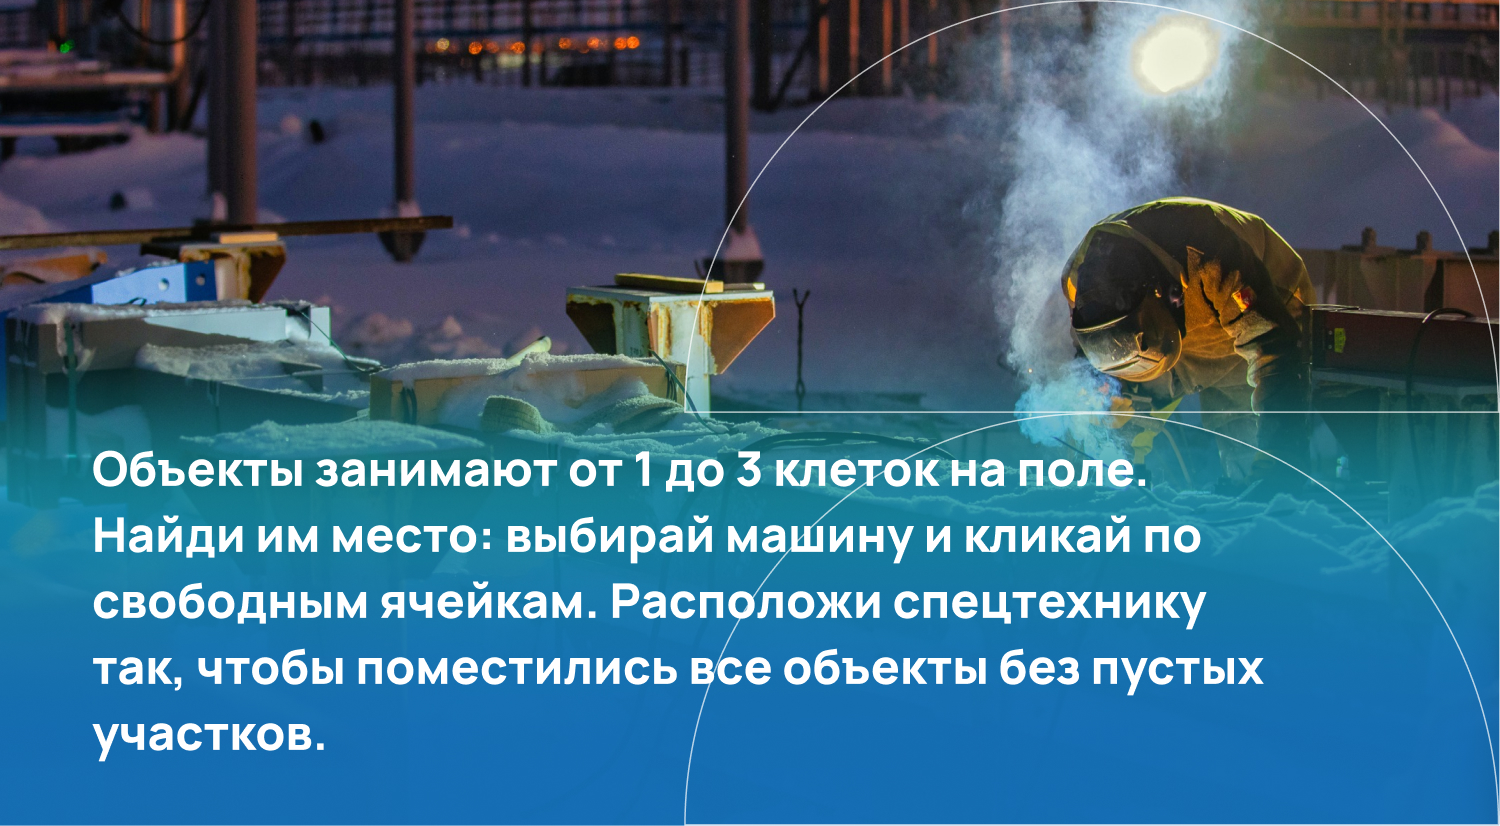 Объекты занимают от 1 до 3 клеток на поле.
Найди им место: выбирай машину и кликай по
свободным ячейкам. Расположи спецтехнику
так, чтобы поместились все объекты без пустых
участков.